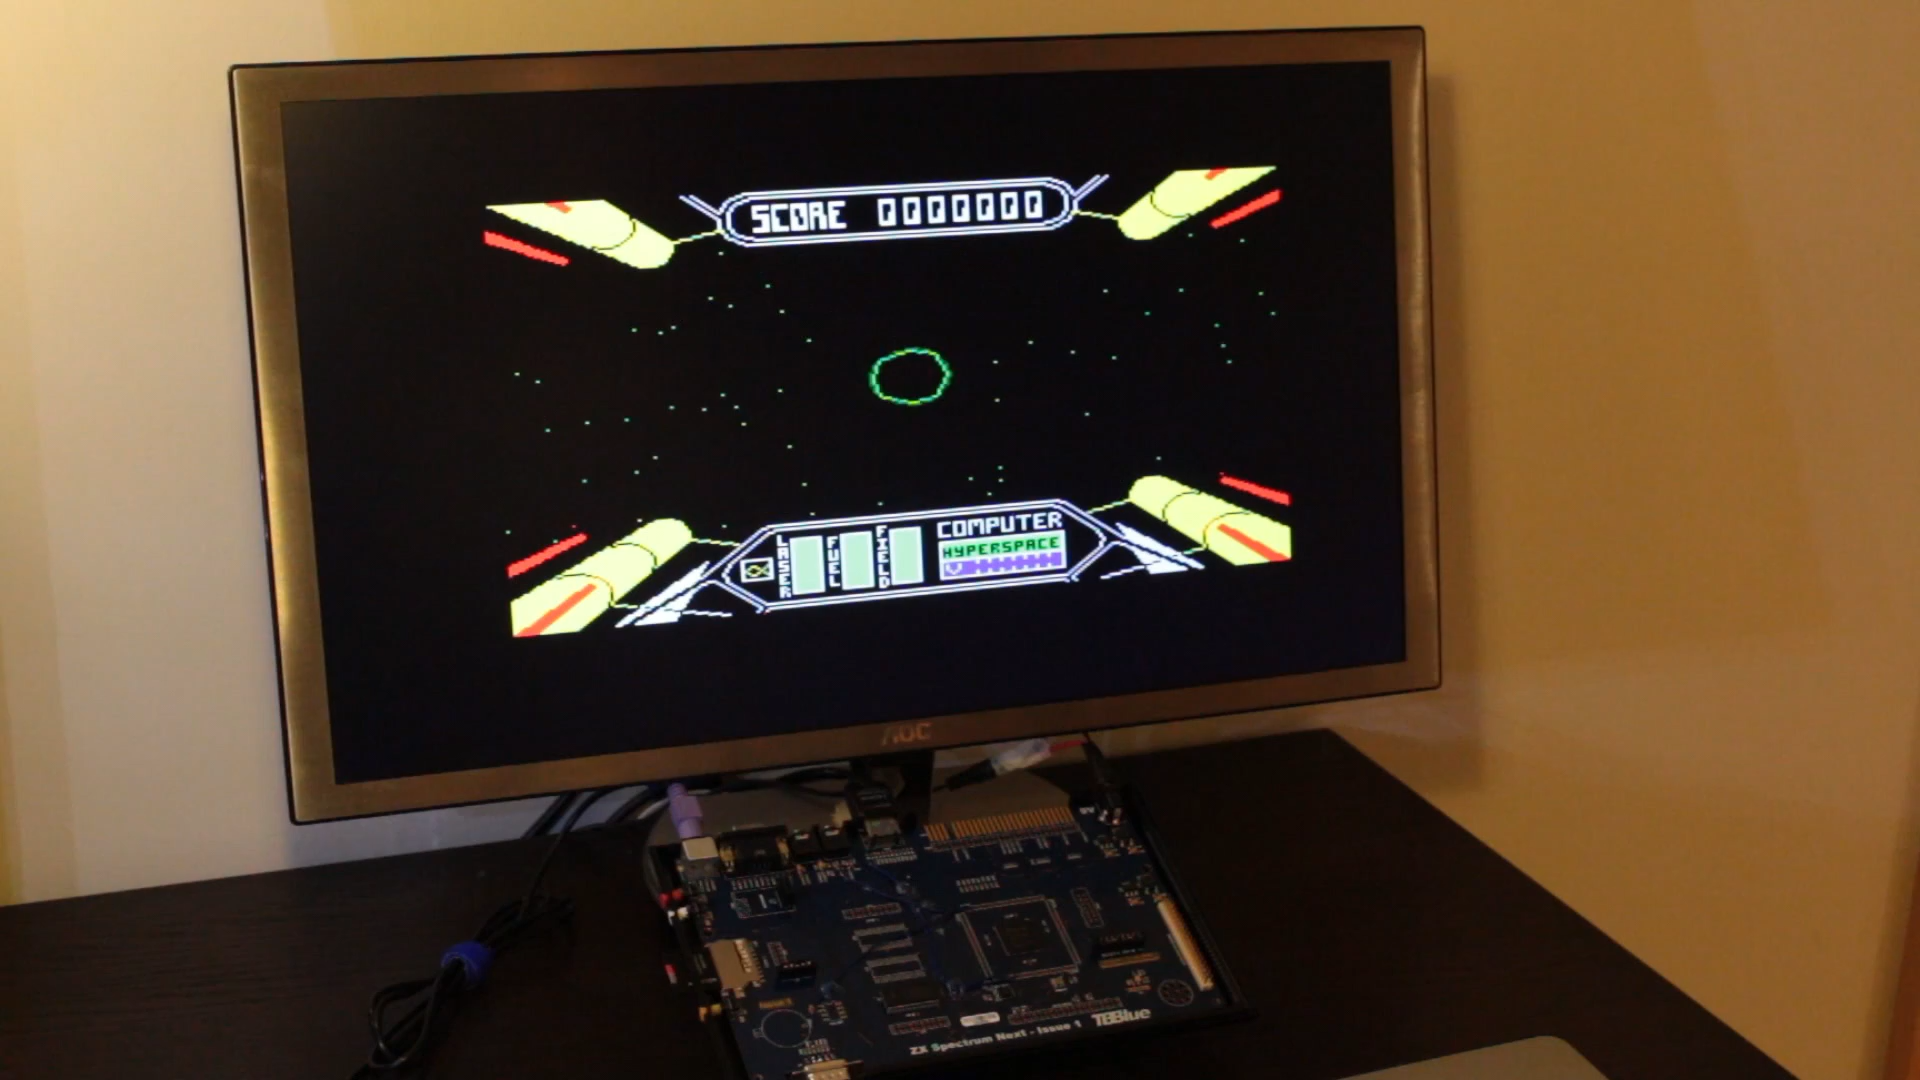 SCORE 0000000
LASER
FUEL
FIELD
COMPUTER
HYPERSPACE
AOC
ZX Spectrum Next - Issue 1 TBBlue